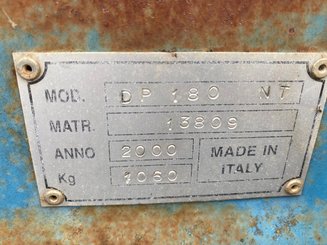 MOD. DP 180 NT
MATR. 13809
ANNO 2000 MADE IN
Kg 1060 ITALY